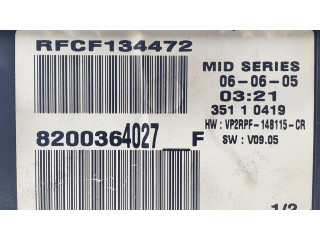 RFCF134472
MID SERIES
06-06-05
03:21
351 1 0419
HW : VP2RPF-14B115-CR
SW : V09.05
8200364027__F
1/2